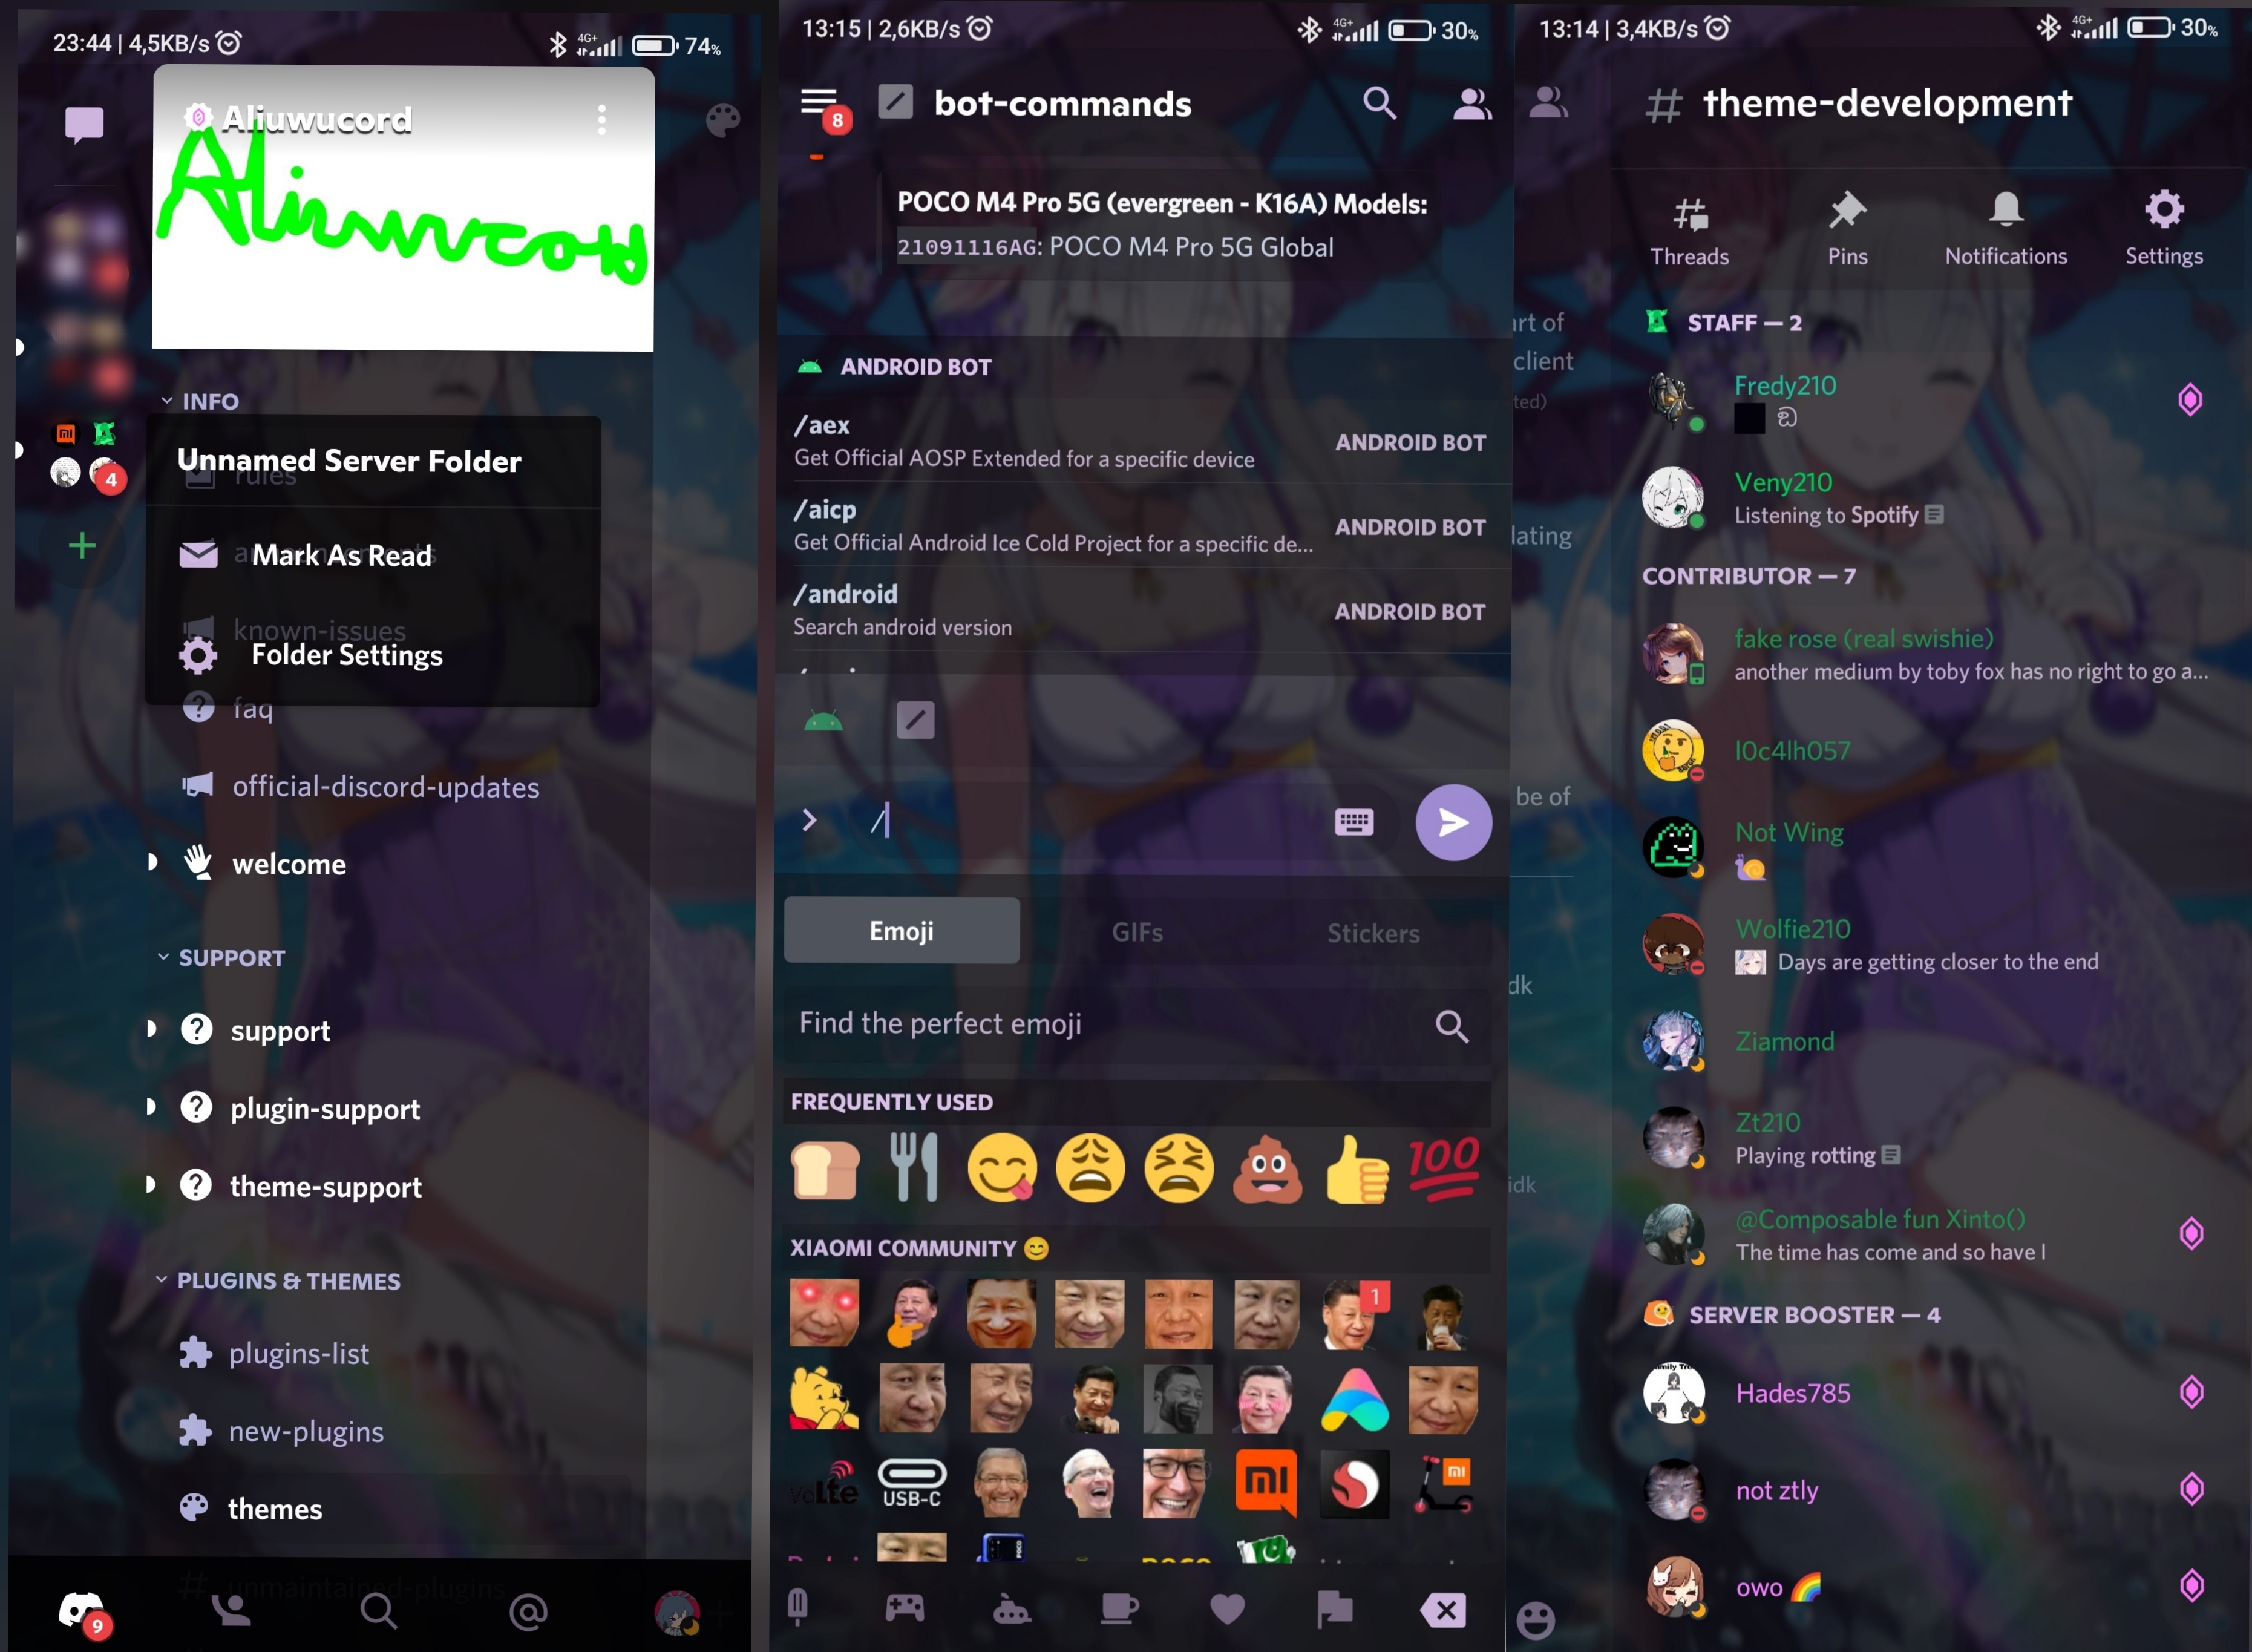 23:44 | 4,5KB/s
4G+
74%
Aliuwucord
Aliuwucord
INFO
Unnamed Server Folder
rules
Mark As Read
known-issues
Folder Settings
faq
official-discord-updates
welcome
SUPPORT
support
plugin-support
theme-support
PLUGINS & THEMES
plugins-list
new-plugins
themes
unmaintained-plugins
4
9
13:15 | 2,6KB/s
4G+
30%
8
bot-commands
POCO M4 Pro 5G (evergreen - K16A) Models:
21091116AG: POCO M4 Pro 5G Global
ANDROID BOT
/aex
Get Official AOSP Extended for a specific device
ANDROID BOT
/aicp
Get Official Android Ice Cold Project for a specific de...
ANDROID BOT
/android
Search android version
ANDROID BOT
/
Emoji
GIFs
Stickers
Find the perfect emoji
FREQUENTLY USED
100
XIAOMI COMMUNITY 😊
1
VoLte
USB-C
mi
mi
POCO
13:14 | 3,4KB/s
4G+
30%
art of
client
ted)
lating
be of
dk
idk
# theme-development
Threads
Pins
Notifications
Settings
STAFF — 2
Fredy210
Veny210
Listening to Spotify
CONTRIBUTOR — 7
fake rose (real swishie)
another medium by toby fox has no right to go a...
l0c4lh057
Not Wing
🐌
Wolfie210
Days are getting closer to the end
Ziamond
Zt210
Playing rotting
@Composable fun Xinto()
The time has come and so have I
SERVER BOOSTER — 4
Hades785
not ztly
owo 🌈